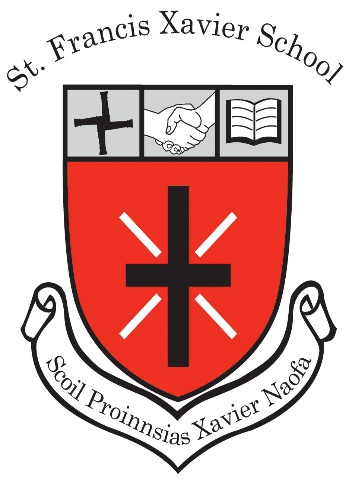 St. Francis Xavier School
Scoil Proinnsias Xavier Naofa